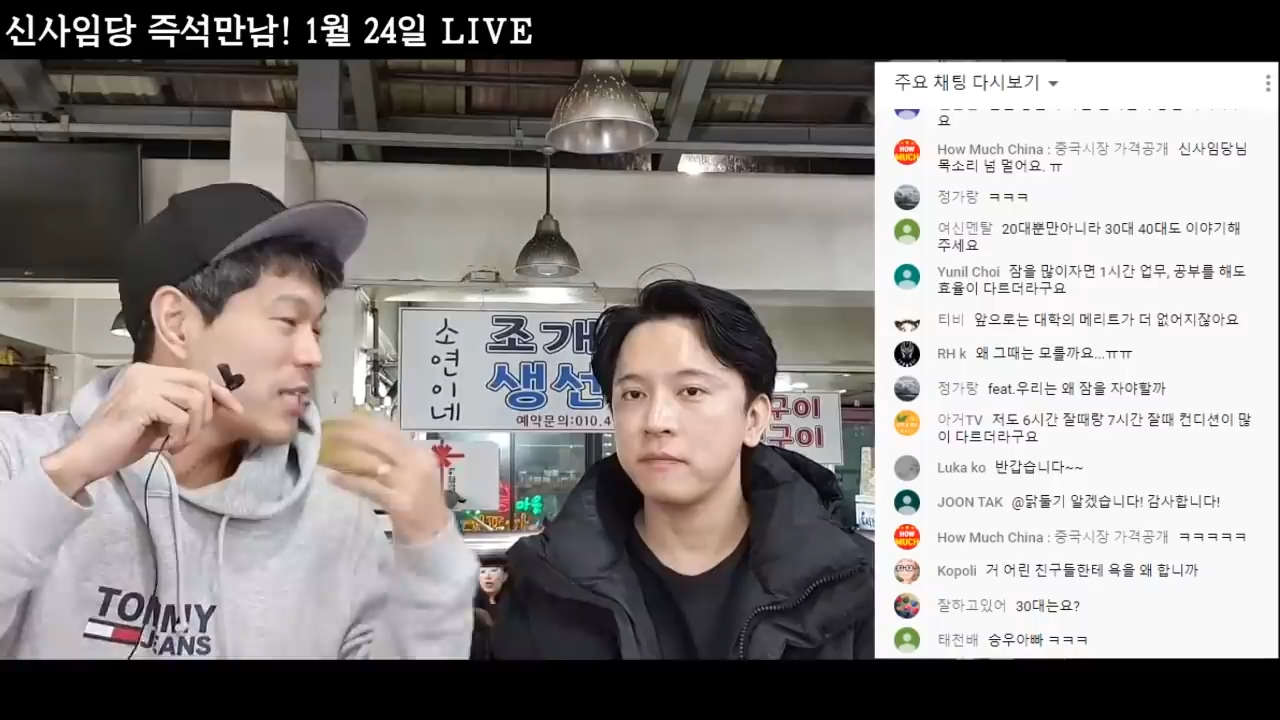 신사임당 즉석만남! 1월 24일 LIVE
주요 채팅 다시보기
요
How Much China : 중국시장 가격공개 신사임당님
목소리 넘 멀어요. ㅠ
정가랑 ㅋㅋㅋ
여신멘탈 20대뿐만아니라 30대 40대도 이야기해
주세요
Yunil Choi 잠을 많이자면 1시간 업무, 공부를 해도
효율이 다르더라구요
티비 앞으로는 대학의 메리트가 더 없어지잖아요
RH k 왜 그때는 모를까요...ㅠㅠ
정가랑 feat.우리는 왜 잠을 자야할까
아거TV 저도 6시간 잘때랑 7시간 잘때 컨디션이 많
이 다르더라구요
Luka ko 반갑습니다~~
JOON TAK @닭둘기 알겠습니다! 감사합니다!
How Much China : 중국시장 가격공개 ㅋㅋㅋㅋㅋ
Kopoli 거 어린 친구들한테 욕을 왜 합니까
잘하고있어 30대는요?
태천배 승우아빠 ㅋㅋㅋ
HOW
MUCH
HOW
MUCH
소연이네
조개
생선
예약문의:010.4
구이
구이
마을
TOMMY
JEANS